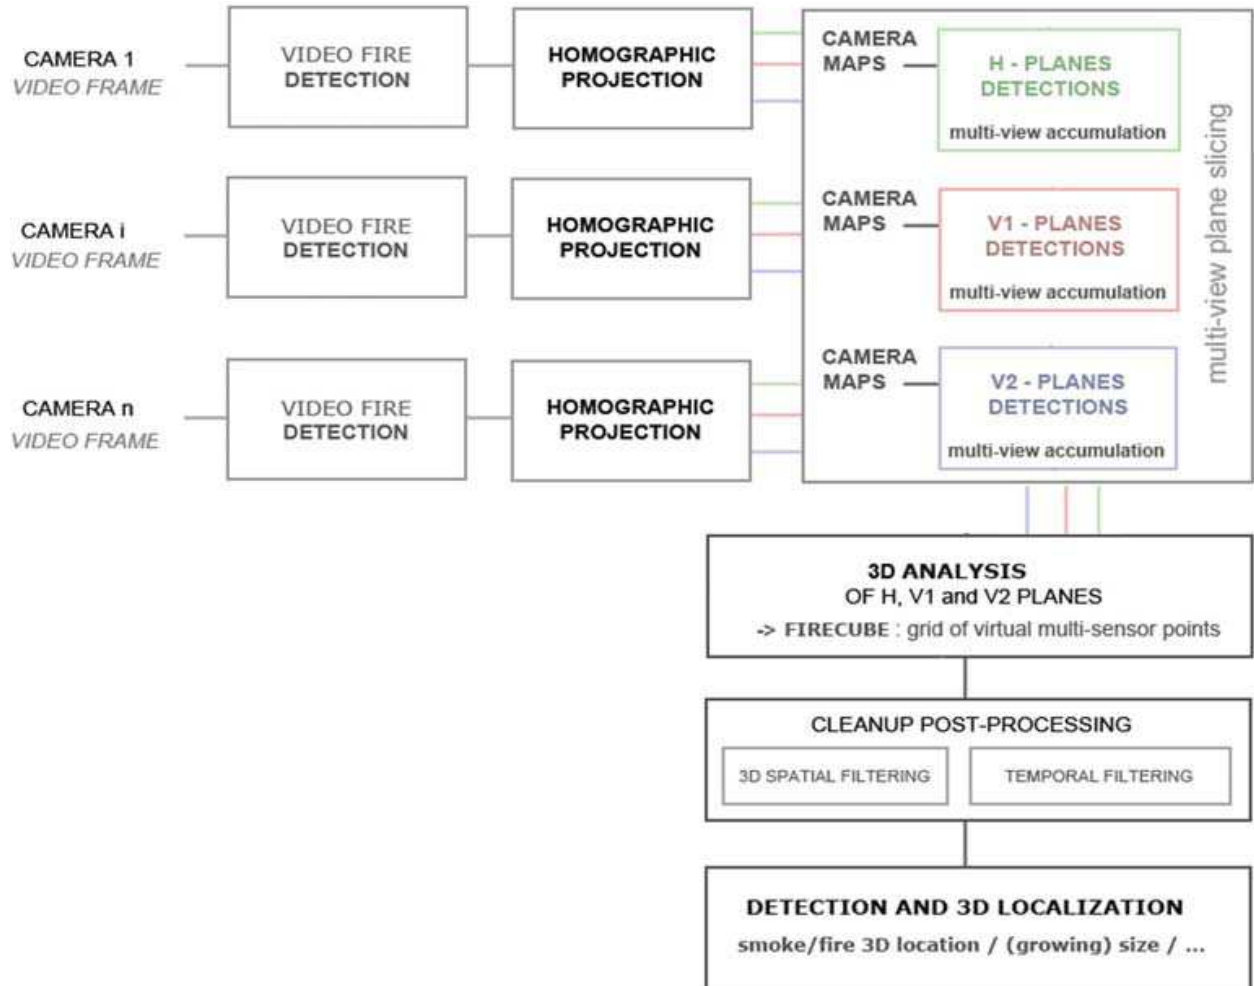 CAMERA 1
VIDEO FRAME
VIDEO FIRE
DETECTION
HOMOGRAPHIC
PROJECTION
CAMERA
MAPS
H - PLANES
DETECTIONS
multi-view accumulation
CAMERA i
VIDEO FRAME
VIDEO FIRE
DETECTION
HOMOGRAPHIC
PROJECTION
CAMERA
MAPS
V1 - PLANES
DETECTIONS
multi-view accumulation
CAMERA n
VIDEO FRAME
VIDEO FIRE
DETECTION
HOMOGRAPHIC
PROJECTION
CAMERA
MAPS
V2 - PLANES
DETECTIONS
multi-view accumulation
multi-view plane slicing
3D ANALYSIS
OF H, V1 and V2 PLANES
-> FIRECUBE : grid of virtual multi-sensor points
CLEANUP POST-PROCESSING
3D SPATIAL FILTERING
TEMPORAL FILTERING
DETECTION AND 3D LOCALIZATION
smoke/fire 3D location / (growing) size / ...